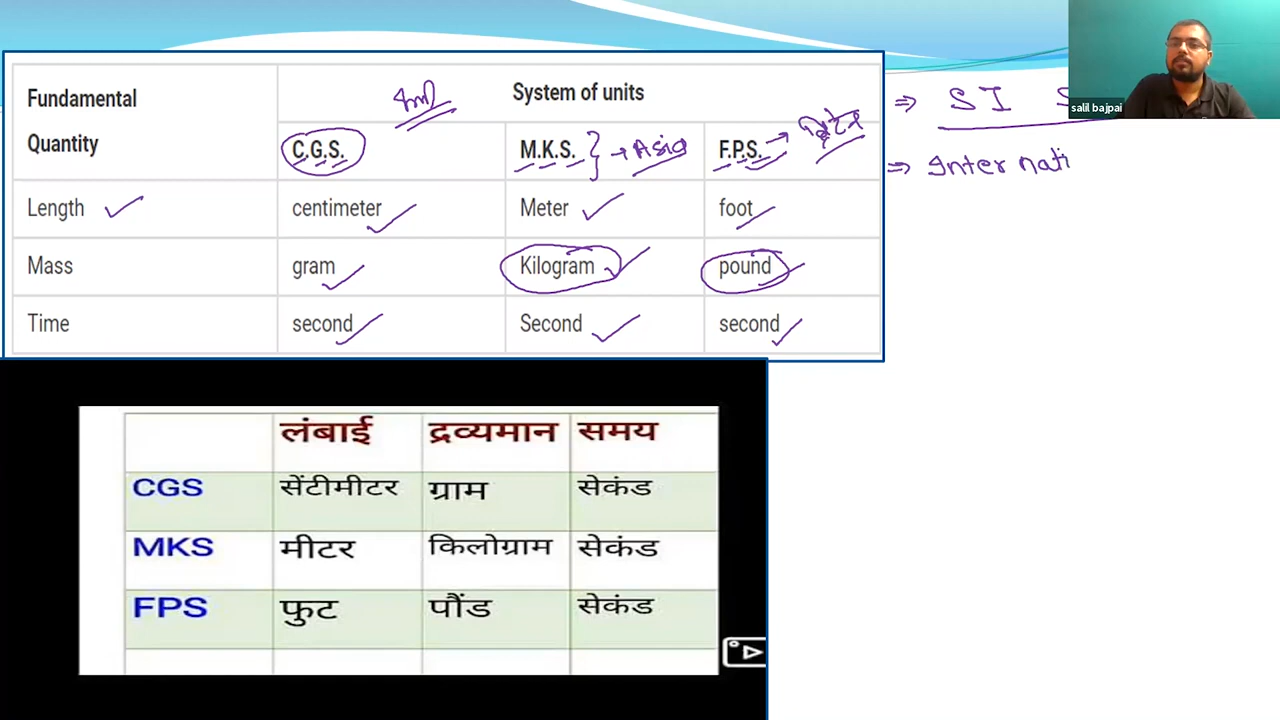 Fundamental
Quantity
System of units
C.G.S.
M.K.S. → Asia
F.P.S. →
Length centimeter Meter foot
Mass gram Kilogram pound
Time second Second second
⇒ SI S
⇒ Internati
salil bajpai
लंबाई द्रव्यमान समय
CGS सेंटीमीटर ग्राम सेकंड
MKS मीटर किलोग्राम सेकंड
FPS फुट पौंड सेकंड